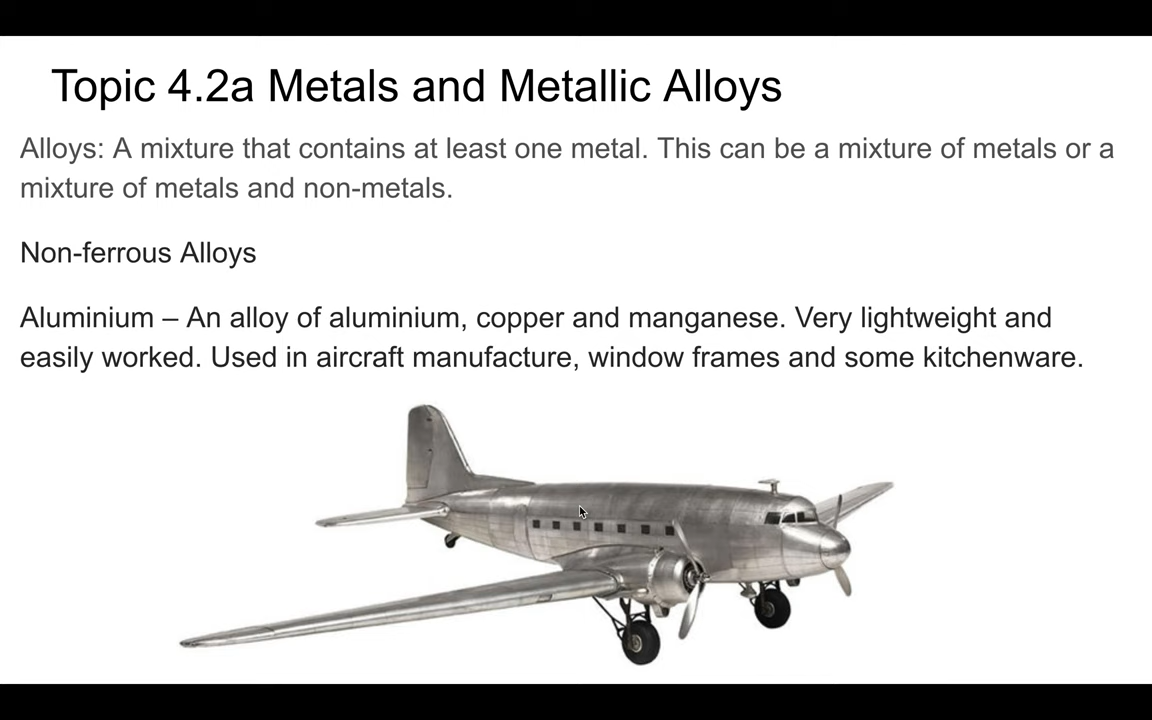 Topic 4.2a Metals and Metallic Alloys
Alloys: A mixture that contains at least one metal. This can be a mixture of metals or a
mixture of metals and non-metals.
Non-ferrous Alloys
Aluminium – An alloy of aluminium, copper and manganese. Very lightweight and
easily worked. Used in aircraft manufacture, window frames and some kitchenware.